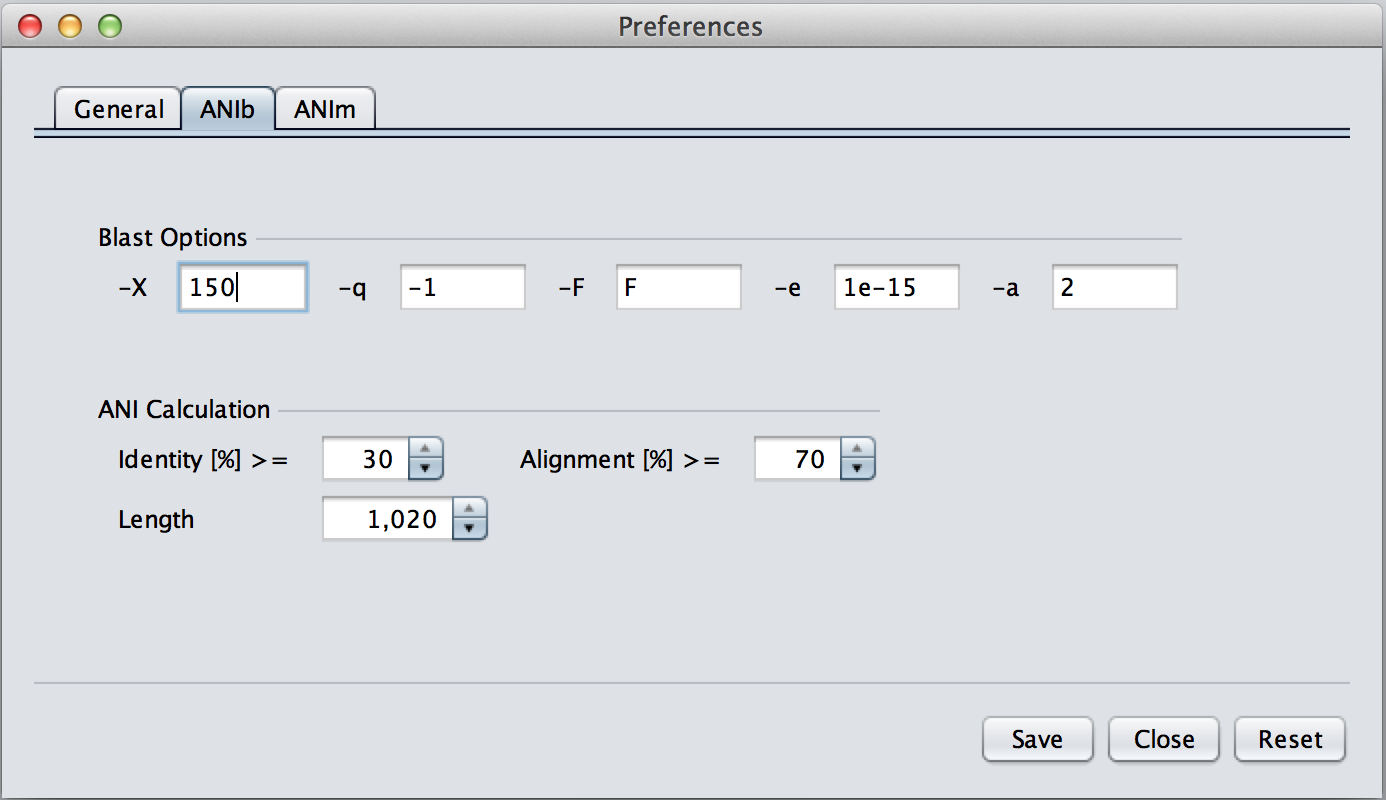 Preferences
General ANIb ANIm
Blast Options
-X 150 -q -1 -F F -e 1e-15 -a 2
ANI Calculation
Identity [%] >= 30 Alignment [%] >= 70
Length 1,020
Save Close Reset